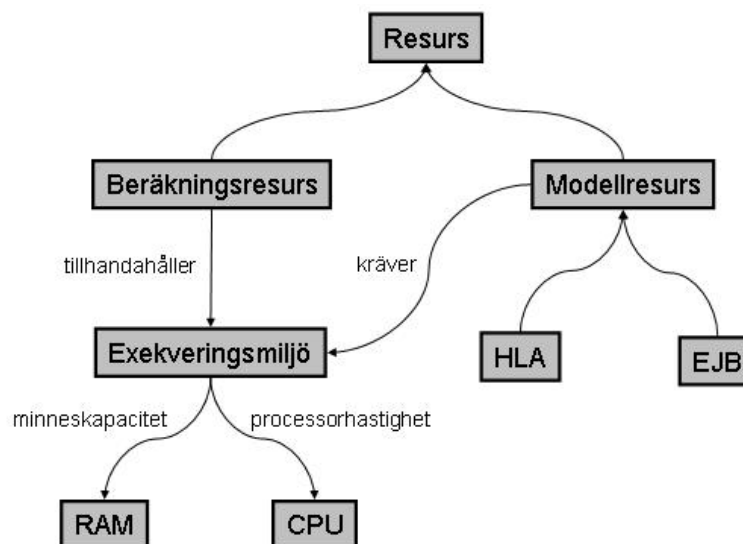 Resurs
Beräkningsresurs
Modellresurs
tillhandahåller
kräver
Exekveringsmiljö
HLA
EJB
minneskapacitet
processorhastighet
RAM
CPU